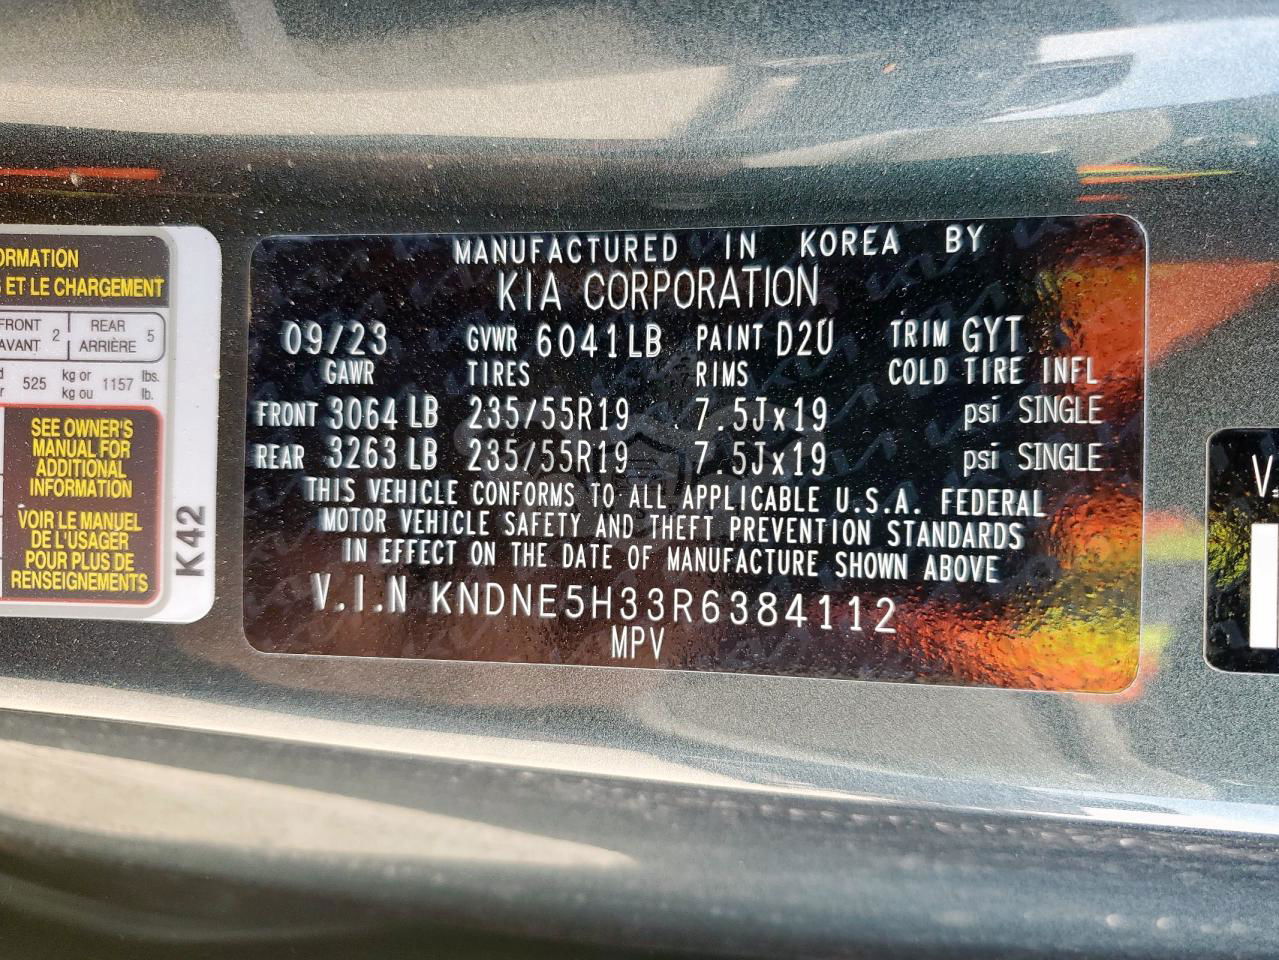 ORMATION
S ET LE CHARGEMENT
FRONT 2 REAR 5
AVANT ARRIÈRE
525 kg or 1157 lbs.
kg ou lb.
SEE OWNER'S
MANUAL FOR
ADDITIONAL
INFORMATION
VOIR LE MANUEL
DE L'USAGER
POUR PLUS DE
RENSEIGNEMENTS
K42
MANUFACTURED IN KOREA BY
KIA CORPORATION
09/23 GVWR 6041LB PAINT D2U TRIM GYT
GAWR TIRES RIMS COLD TIRE INFL
FRONT 3064 LB 235/55R19 7.5Jx19 psi SINGLE
REAR 3263 LB 235/55R19 7.5Jx19 psi SINGLE
THIS VEHICLE CONFORMS TO ALL APPLICABLE U.S.A. FEDERAL
MOTOR VEHICLE SAFETY AND THEFT PREVENTION STANDARDS
IN EFFECT ON THE DATE OF MANUFACTURE SHOWN ABOVE
V.I.N KNDNE5H33R6384112
MPV